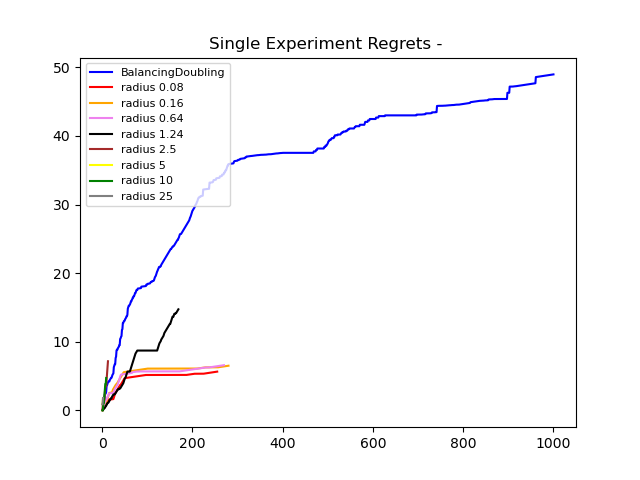 Single Experiment Regrets -
50
40
30
20
10
0
BalancingDoubling
radius 0.08
radius 0.16
radius 0.64
radius 1.24
radius 2.5
radius 5
radius 10
radius 25
0 200 400 600 800 1000